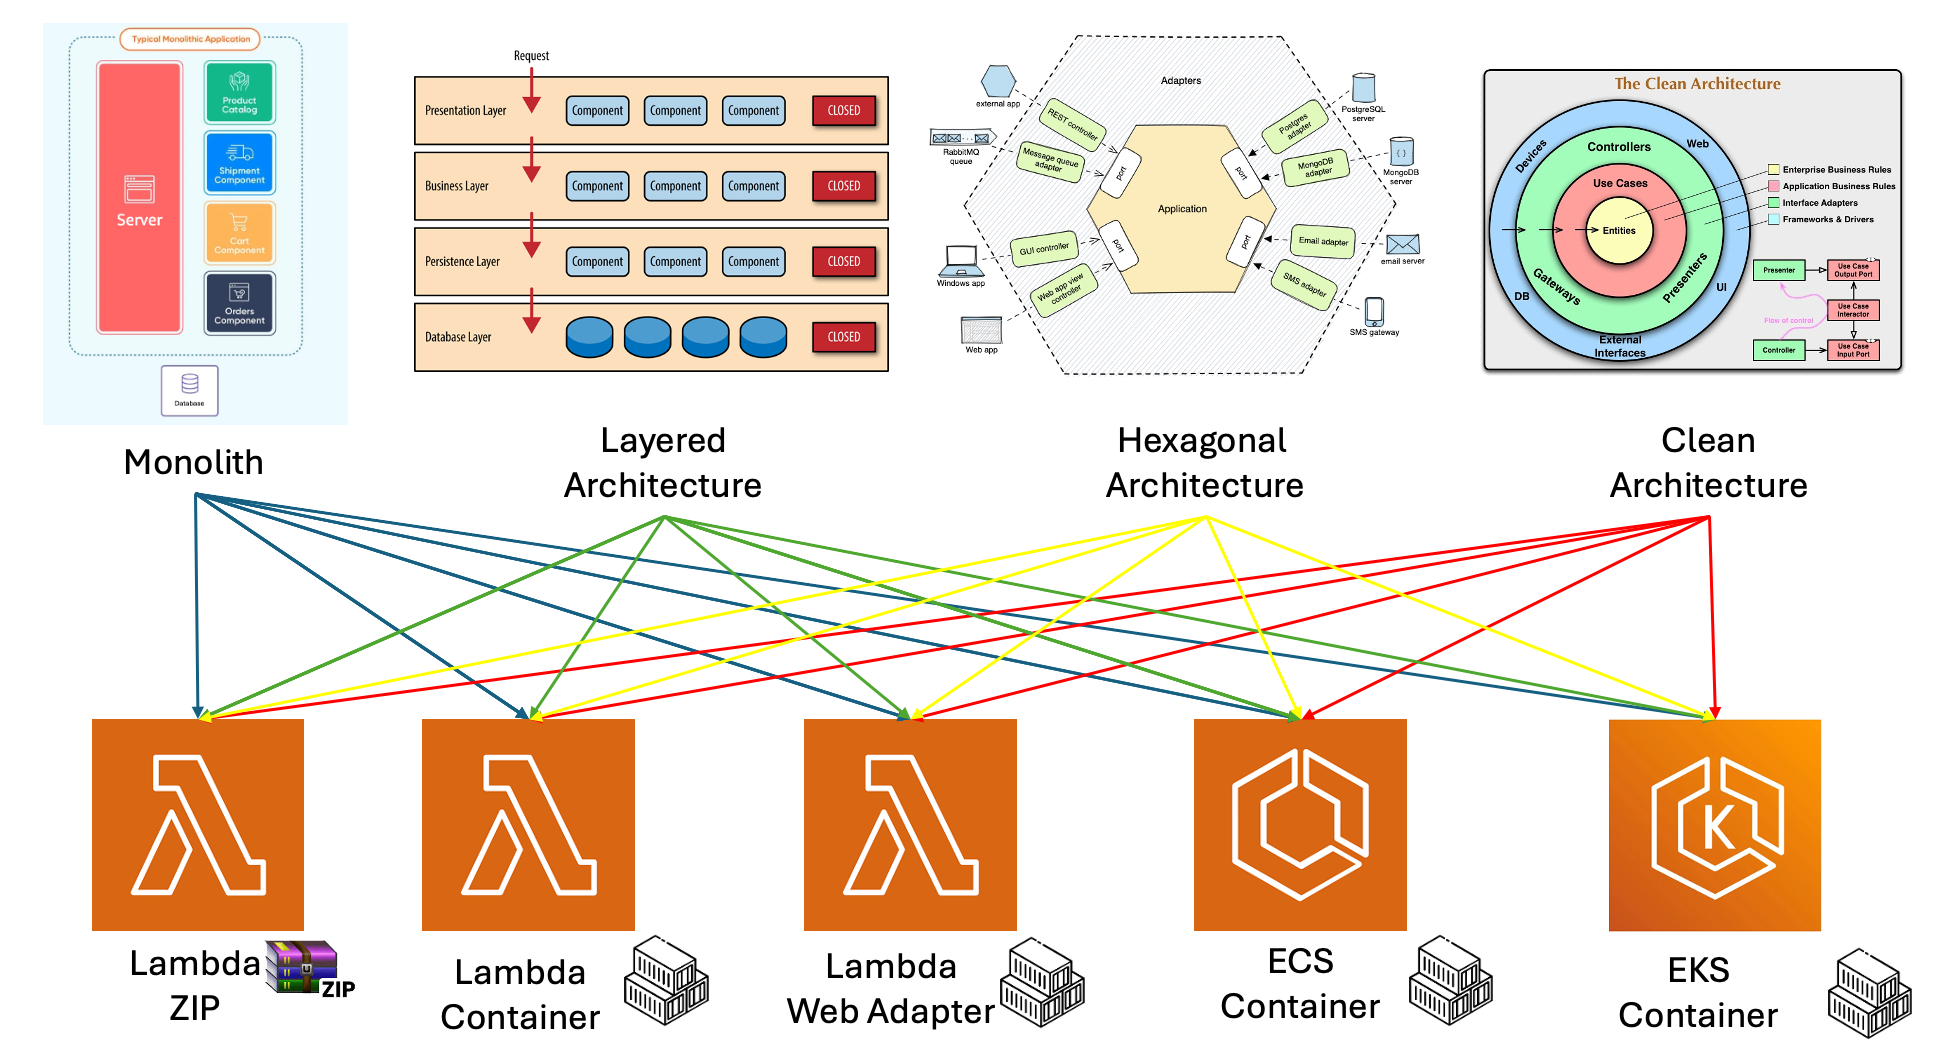 Typical Monolithic Application
Server
Product
Catalog
Shipment
Component
Cart
Component
Orders
Component
Database
Request
Presentation Layer
Component
Component
Component
CLOSED
Business Layer
Component
Component
Component
CLOSED
Persistence Layer
Component
Component
Component
CLOSED
Database Layer
CLOSED
Adapters
external app
RabbitMQ
queue
Windows app
Web app
REST controller
Message queue
adapter
GUI controller
Web app view
controller
port
port
Application
port
port
Postgres
adapter
MongoDB
adapter
Email adapter
SMS adapter
PostgreSQL
server
MongoDB
server
email server
SMS gateway
The Clean Architecture
Devices
Web
Controllers
Use Cases
Entities
Gateways
Presenters
DB
UI
External
Interfaces
Enterprise Business Rules
Application Business Rules
Interface Adapters
Frameworks & Drivers
Presenter
Use Case
Output Port
Use Case
Interactor
Flow of control
Controller
Use Case
Input Port
Monolith
Layered
Architecture
Hexagonal
Architecture
Clean
Architecture
K
Lambda
ZIP
ZIP
Lambda
Container
Lambda
Web Adapter
ECS
Container
EKS
Container